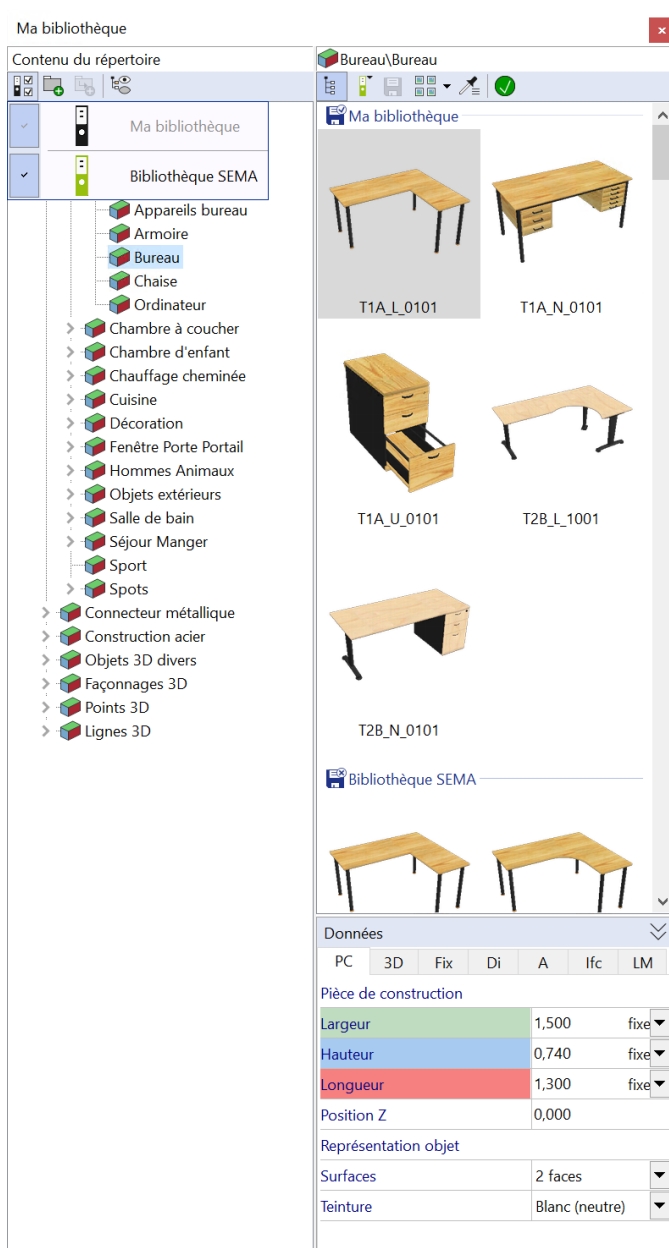 Ma bibliothèque
Contenu du répertoire
Ma bibliothèque
Bibliothèque SEMA
Appareils bureau
Armoire
Bureau
Chaise
Ordinateur
Chambre à coucher
Chambre d'enfant
Chauffage cheminée
Cuisine
Décoration
Fenêtre Porte Portail
Hommes Animaux
Objets extérieurs
Salle de bain
Séjour Manger
Sport
Spots
Connecteur métallique
Construction acier
Objets 3D divers
Façonnages 3D
Points 3D
Lignes 3D
Bureau\Bureau
Ma bibliothèque
T1A_L_0101 T1A_N_0101
T1A_U_0101 T2B_L_1001
T2B_N_0101
Bibliothèque SEMA
Données
PC 3D Fix Di A Ifc LM
Pièce de construction
Largeur 1,500 fixe
Hauteur 0,740 fixe
Longueur 1,300 fixe
Position Z 0,000
Représentation objet
Surfaces 2 faces
Teinture Blanc (neutre)